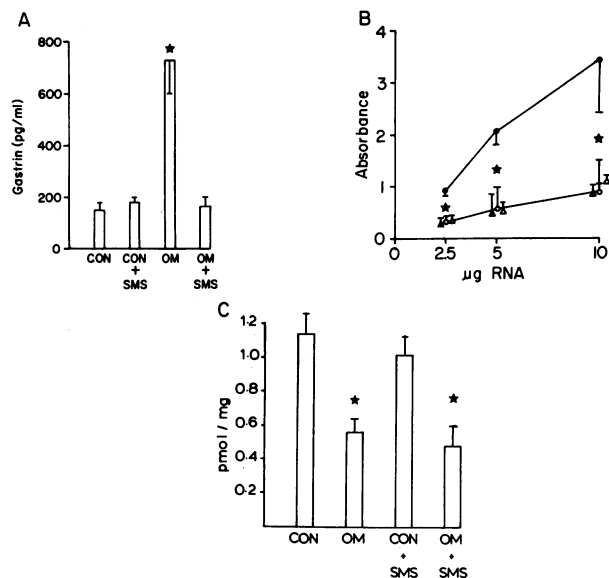 A
Gastrin (pg/ml)
800
600
400
200
0
CON
CON + SMS
OM
OM + SMS
B
Absorbance
4
3
2
1
0
0
2.5
5
10
µg RNA
C
pmol / mg
1.2
1.0
0.8
0.6
0.4
0.2
CON
OM
CON + SMS
OM + SMS